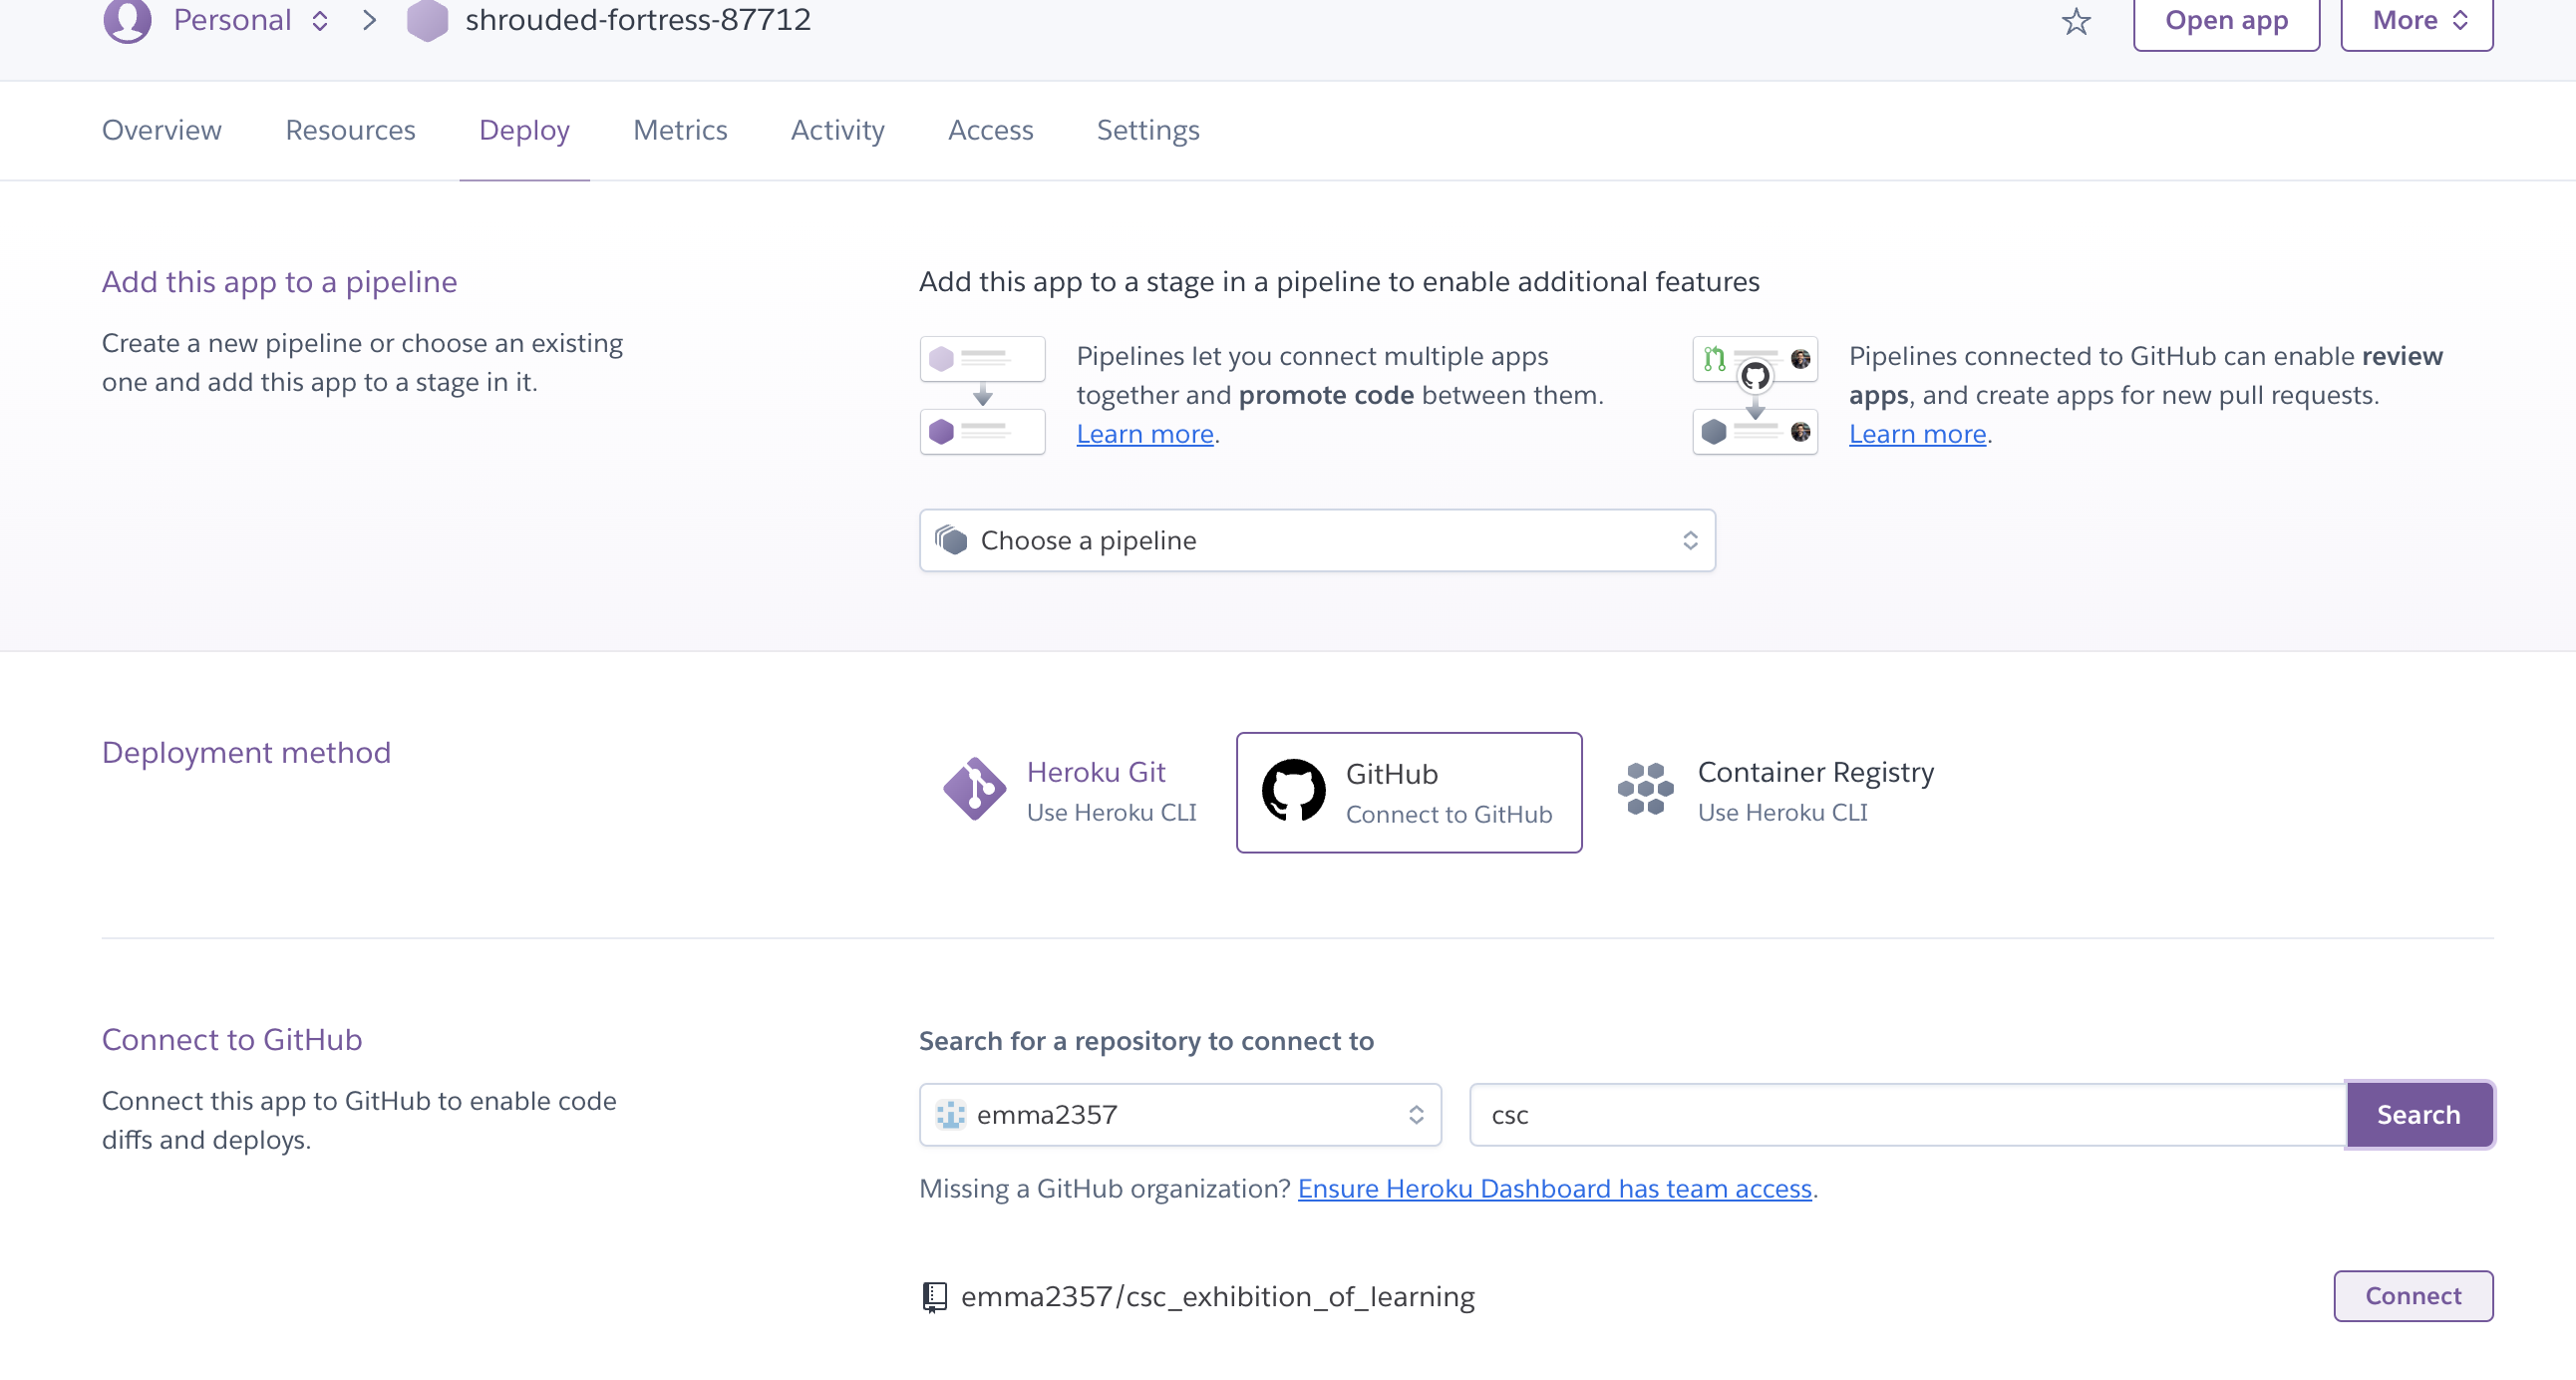 Personal > shrouded-fortress-87712 Open app More
Overview Resources Deploy Metrics Activity Access Settings
Add this app to a pipeline
Create a new pipeline or choose an existing
one and add this app to a stage in it.
Add this app to a stage in a pipeline to enable additional features
Pipelines let you connect multiple apps
together and promote code between them.
Learn more.
Pipelines connected to GitHub can enable review
apps, and create apps for new pull requests.
Learn more.
Choose a pipeline
Deployment method
Heroku Git
Use Heroku CLI
GitHub
Connect to GitHub
Container Registry
Use Heroku CLI
Connect to GitHub
Connect this app to GitHub to enable code
diffs and deploys.
Search for a repository to connect to
emma2357 csc Search
Missing a GitHub organization? Ensure Heroku Dashboard has team access.
emma2357/csc_exhibition_of_learning Connect